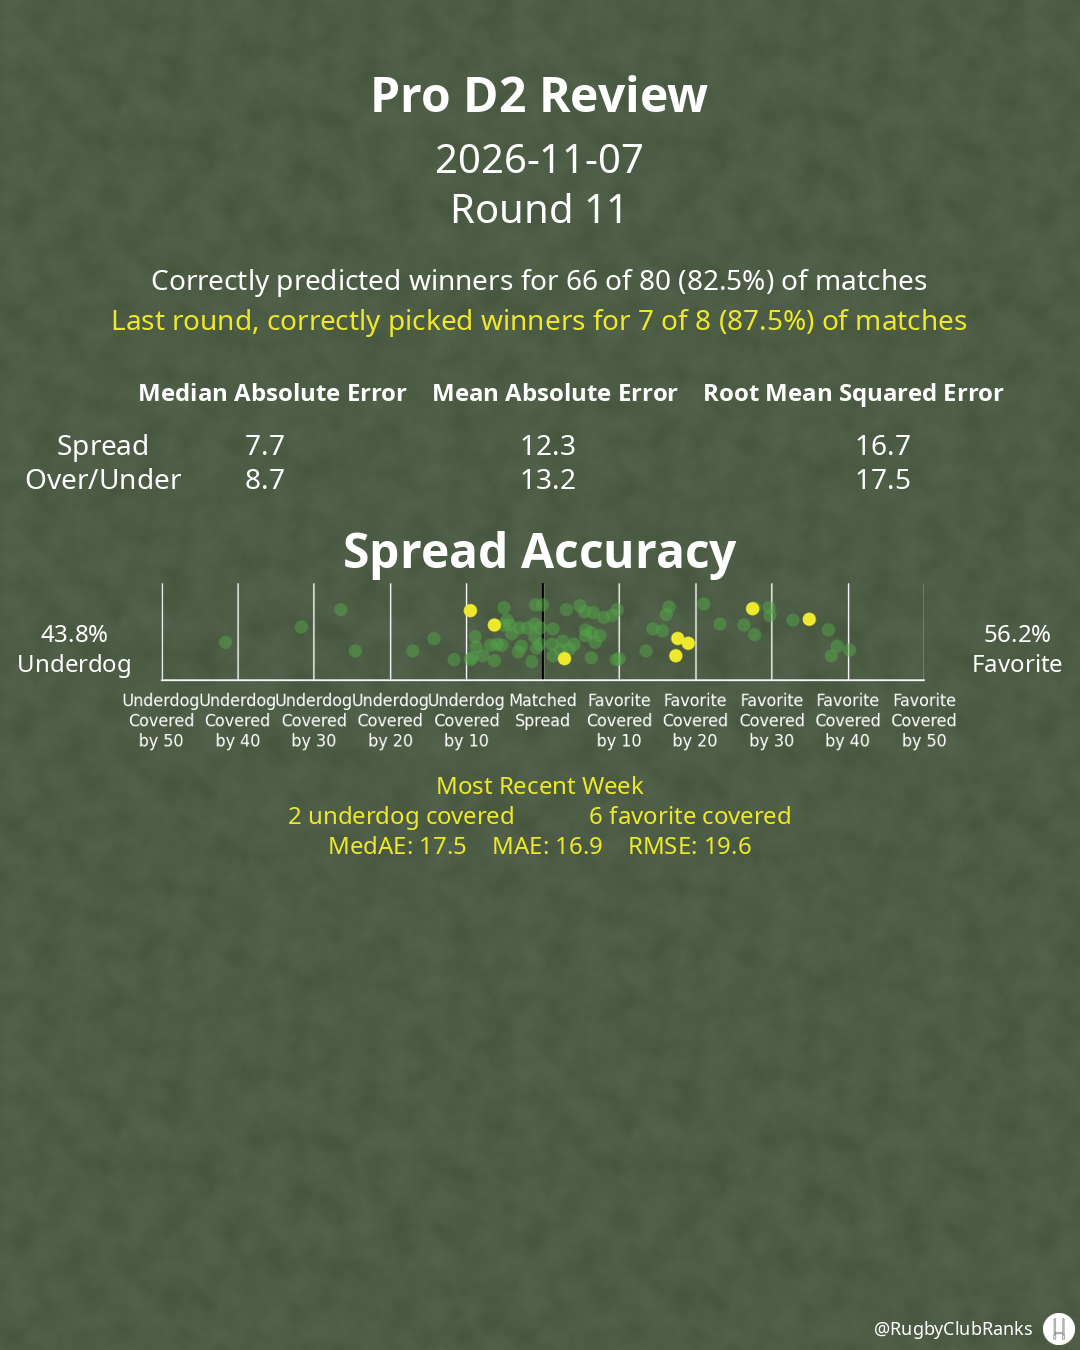 Pro D2 Review
2026-11-07
Round 11
Correctly predicted winners for 66 of 80 (82.5%) of matches
Last round, correctly picked winners for 7 of 8 (87.5%) of matches
Median Absolute Error Mean Absolute Error Root Mean Squared Error
Spread 7.7 12.3 16.7
Over/Under 8.7 13.2 17.5
Spread Accuracy
43.8%
Underdog
56.2%
Favorite
Underdog Underdog Underdog Underdog Underdog Matched Favorite Favorite Favorite Favorite Favorite
Covered Covered Covered Covered Covered Spread Covered Covered Covered Covered Covered
by 50 by 40 by 30 by 20 by 10 by 10 by 20 by 30 by 40 by 50
Most Recent Week
2 underdog covered 6 favorite covered
MedAE: 17.5 MAE: 16.9 RMSE: 19.6
@RugbyClubRanks